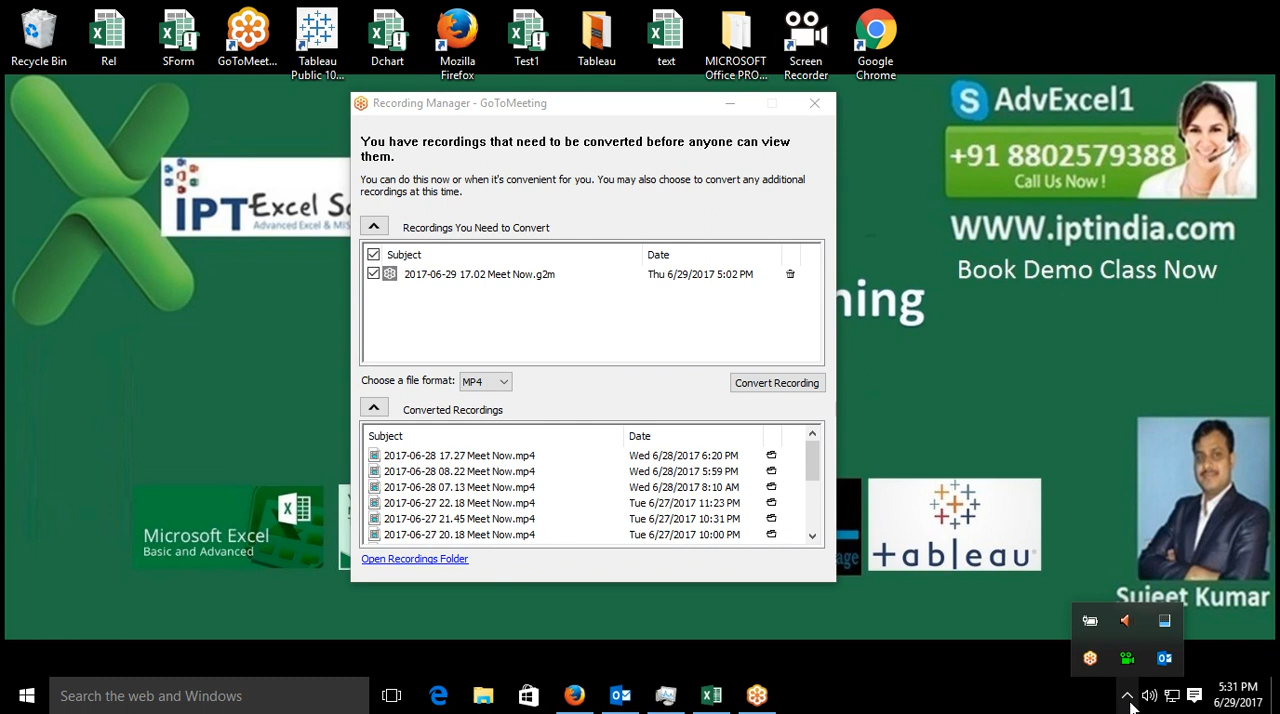 Recycle Bin
Rel
SForm
GoToMeet...
Tableau
Public 10...
Dchart
Mozilla
Firefox
Test1
Tableau
text
MICROSOFT
Office PRO...
Screen
Recorder
Google
Chrome
Recording Manager - GoToMeeting
You have recordings that need to be converted before anyone can view
them.
You can do this now or when it's convenient for you. You may also choose to convert any additional
recordings at this time.
Recordings You Need to Convert
Subject Date
2017-06-29 17.02 Meet Now.g2m Thu 6/29/2017 5:02 PM
Choose a file format: MP4 Convert Recording
Converted Recordings
Subject Date
2017-06-28 17.27 Meet Now.mp4 Wed 6/28/2017 6:20 PM
2017-06-28 08.22 Meet Now.mp4 Wed 6/28/2017 5:59 PM
2017-06-28 07.13 Meet Now.mp4 Wed 6/28/2017 8:10 AM
2017-06-27 22.18 Meet Now.mp4 Tue 6/27/2017 11:23 PM
2017-06-27 21.45 Meet Now.mp4 Tue 6/27/2017 10:31 PM
2017-06-27 20.18 Meet Now.mp4 Tue 6/27/2017 10:00 PM
Open Recordings Folder
IPT Excel Sc
Advanced Excel & MIS
AdvExcel1
+91 8802579388
Call Us Now !
WWW.iptindia.com
Book Demo Class Now
ning
Microsoft Excel
Basic and Advanced
age
+ a b l e a u
Sujeet Kumar
Search the web and Windows
5:31 PM
6/29/2017